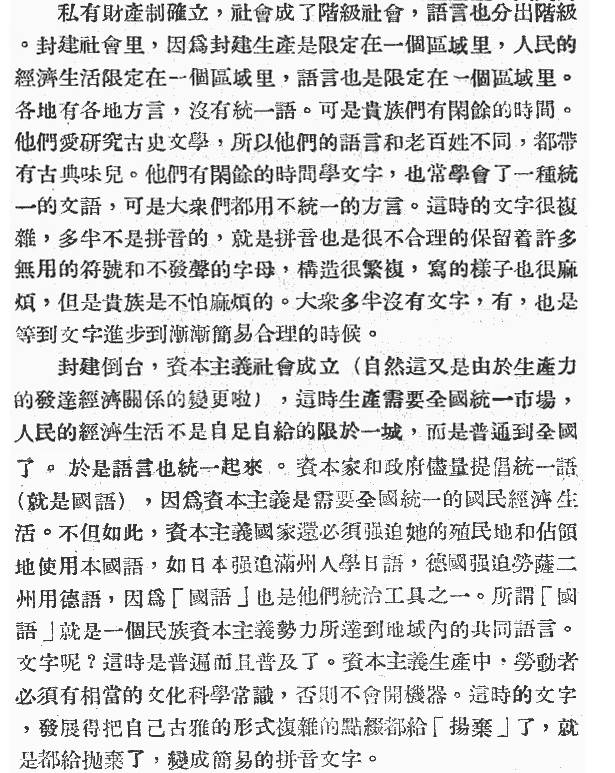 私有財產制確立，社會成了階級社會，語言也分出階級
。封建社會里，因爲封建生產是限定在一個區域里，人民的
經濟生活限定在一個區域里，語言也是限定在一個區域里。
各地有各地方言，沒有統一語。可是貴族們有閑餘的時間。
他們愛研究古史文學，所以他們的語言和老百姓不同，都帶
有古典味兒。他們有閑餘的時間學文字，也常學會了一種統
一的文語，可是大衆們都用不統一的方言。這時的文字很複
雜，多半不是拼音的，就是拼音也是很不合理的保留着許多
無用的符號和不發聲的字母，構造很繁複，寫的樣子也很麻
煩，但是貴族是不怕麻煩的。大衆多半沒有文字，有，也是
等到文字進步到漸漸簡易合理的時候。
封建倒台，資本主義社會成立（自然這又是由於生產力
的發達經濟關係的變更啦），這時生產需要全國統一市場，
人民的經濟生活不是自足自給的限於一城，而是普通到全國
了。於是語言也統一起來。資本家和政府儘量提倡統一語
(就是國語），因爲資本主義是需要全國統一的國民經濟生
活。不但如此，資本主義國家還必須强迫她的殖民地和佔領
地使用本國語，如日本强迫滿州人學日語，德國强迫勞薩二
州用德語，因爲「國語」也是他們統治工具之一。所謂「國
語」就是一個民族資本主義勢力所達到地域內的共同語言。
文字呢？這時是普遍而且普及了。資本主義生產中，勞動者
必須有相當的文化科學常識，否則不會開機器。這時的文字
，發展得把自己古雅的形式複雜的點綴都給「揚棄」了，就
是都給拋棄了，變成簡易的拼音文字。